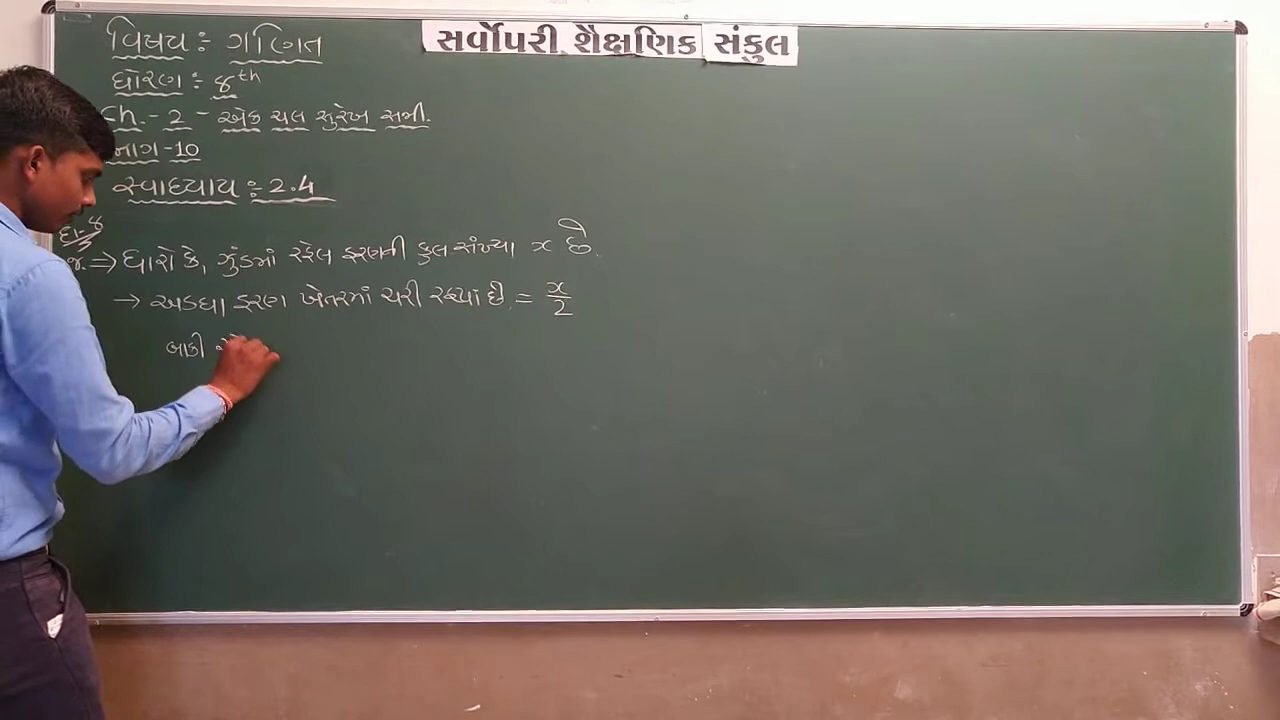 સર્વોપરી શૈક્ષણિક સંકુલ
વિષય : ગણિત
ધોરણ : 8th
Ch. - 2 - એક ચલ સુરેખ સમી.
ભાગ - 10
સ્વાધ્યાય : 2.4
દા-8
જ. ⇒ ધારો કે, ઝુંડમાં રહેલ હરણની કુલ સંખ્યા x છે.
→ અડધા હરણ ખેતરમાં ચરી રહ્યાં છે. = x/2
બાકી